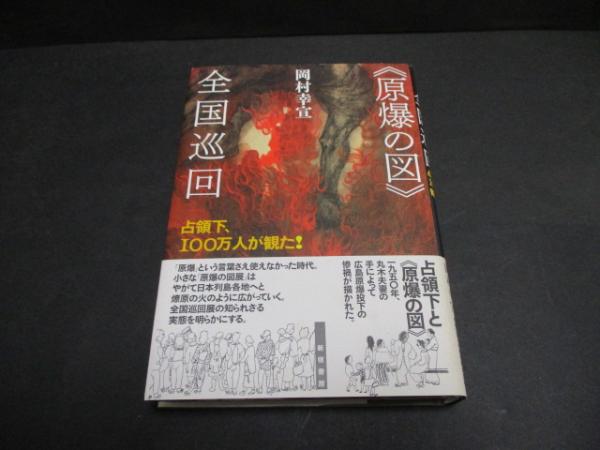 《原爆の図》
全国巡回
岡村幸宣
占領下、
100万人が観た!
占領下と
《原爆の図》
一九五〇年、
丸木夫妻の
手によって
広島原爆投下の
惨禍が描かれた。
「原爆」という言葉さえ使えなかった時代。
小さな「原爆の図展」は
やがて日本列島各地へと
燎原の火のように広がっていく。
全国巡回展の知られざる
実態を明らかにする。
新宿書房